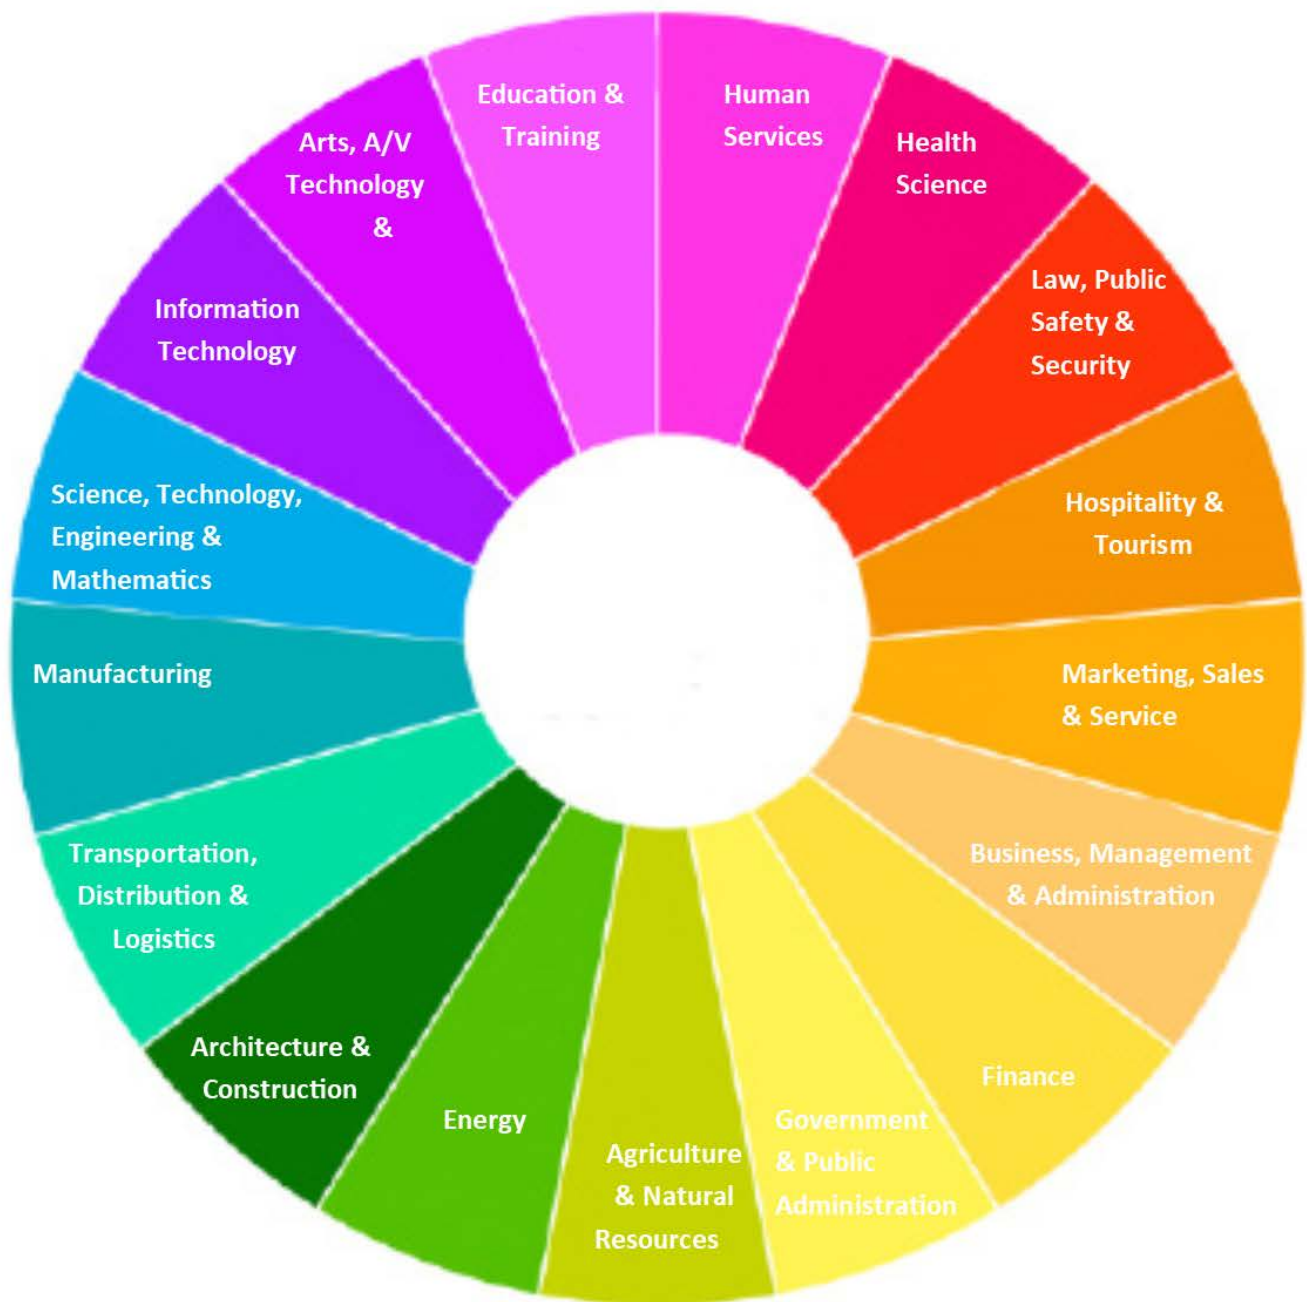 Education &
Training
Human
Services
Health
Science
Law, Public
Safety &
Security
Hospitality &
Tourism
Marketing, Sales
& Service
Business, Management
& Administration
Finance
Government
& Public
Administration
Agriculture
& Natural
Resources
Energy
Architecture &
Construction
Transportation,
Distribution &
Logistics
Manufacturing
Science, Technology,
Engineering &
Mathematics
Information
Technology
Arts, A/V
Technology
&